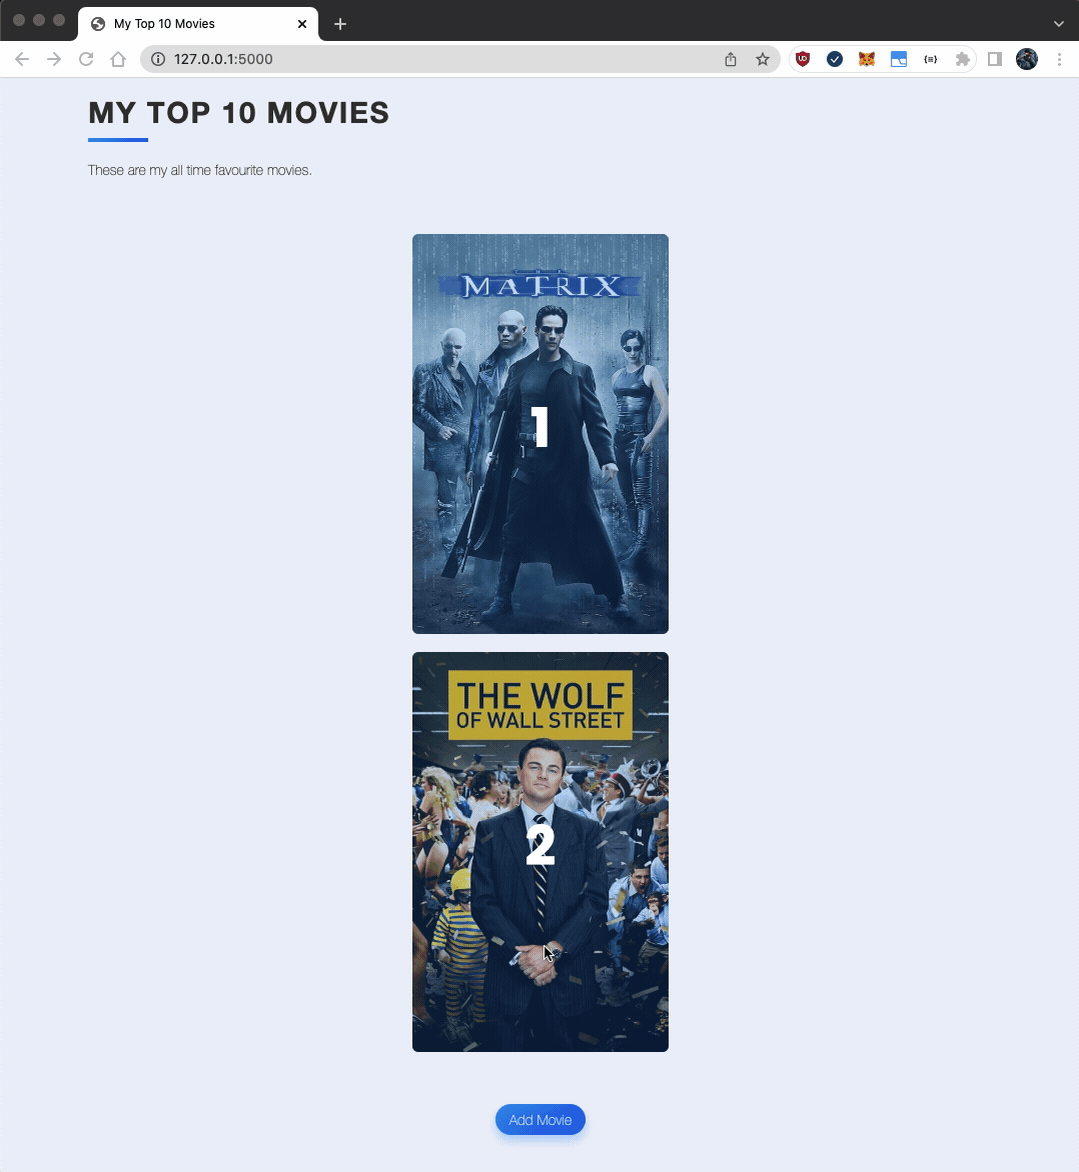 My Top 10 Movies
127.0.0.1:5000
MY TOP 10 MOVIES
These are my all time favourite movies.
MATRIX
1
THE WOLF
OF WALL STREET
2
Add Movie